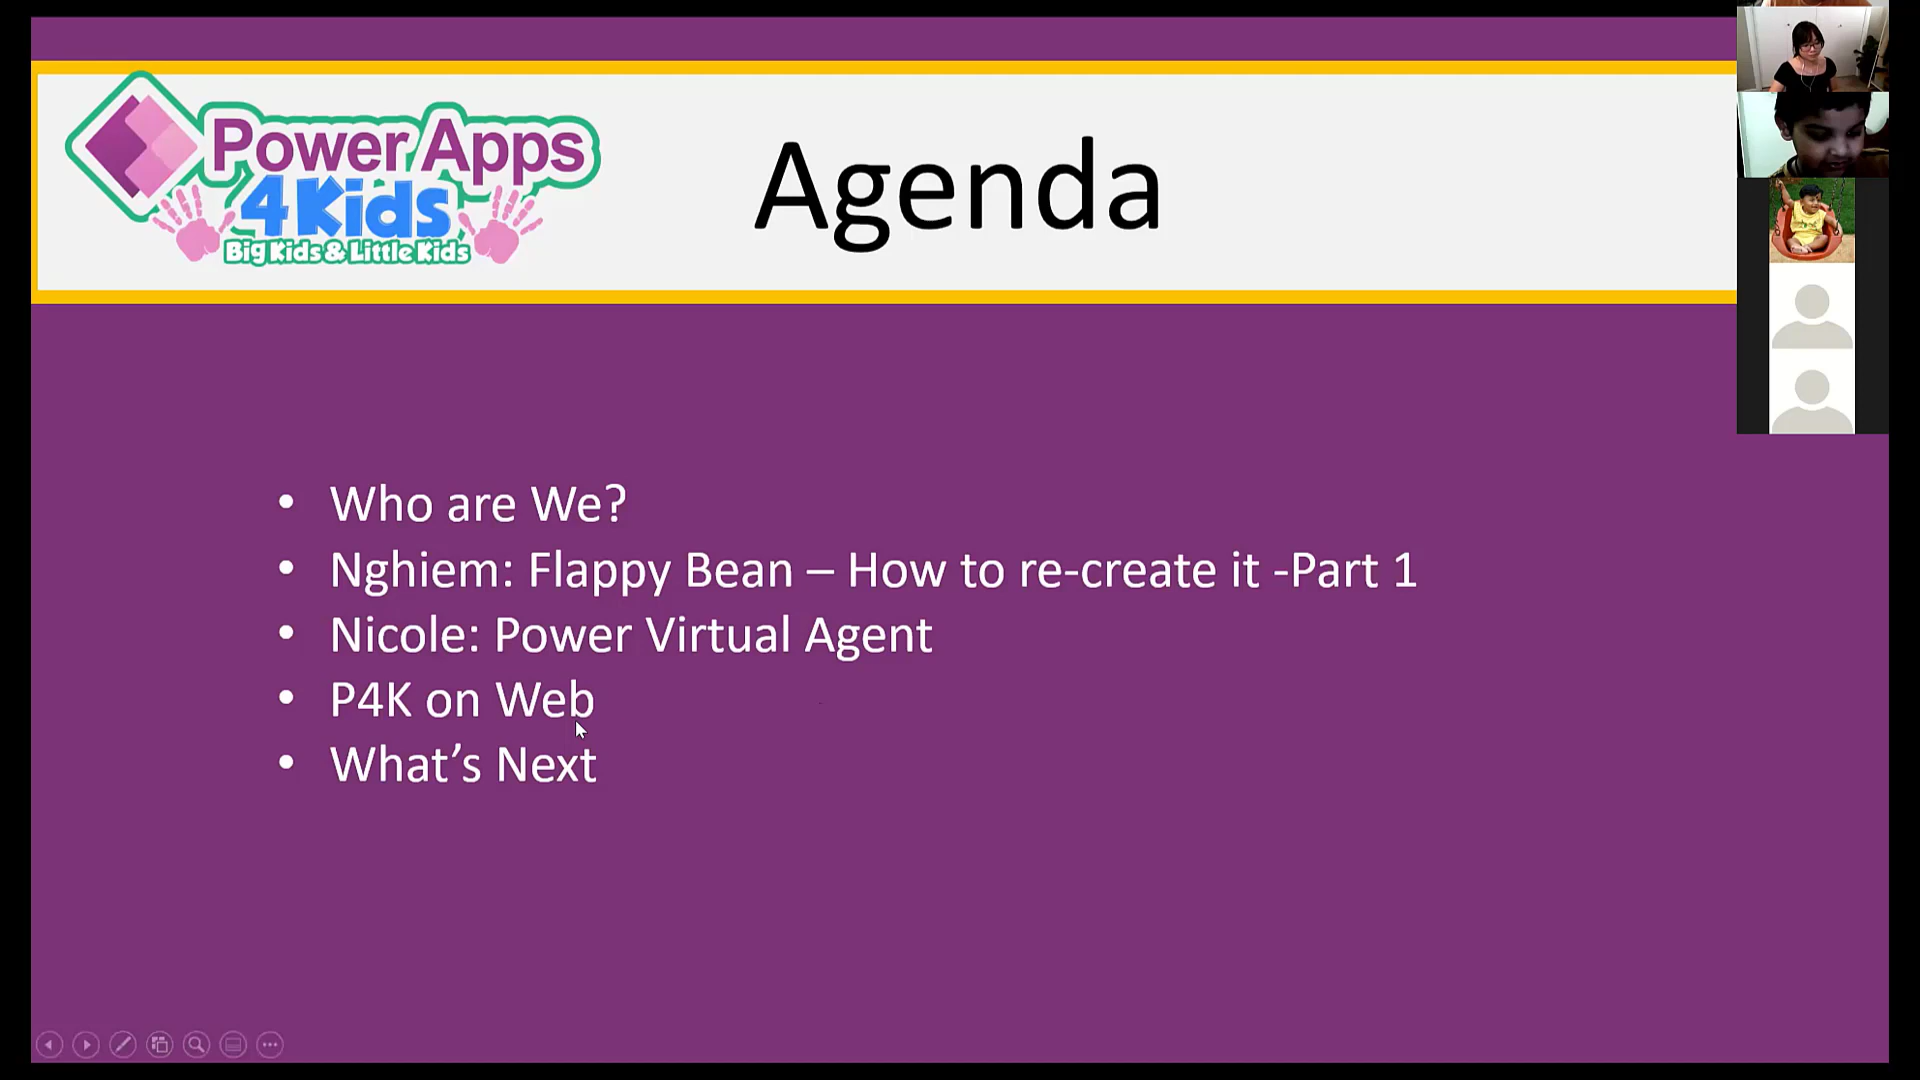 Power Apps
4Kids
Big Kids & Little Kids
Agenda
• Who are We?
• Nghiem: Flappy Bean – How to re-create it -Part 1
• Nicole: Power Virtual Agent
• P4K on Web
• What’s Next